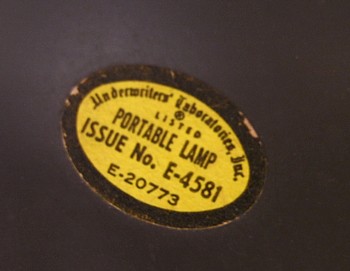 Underwriters' Laboratories, Inc.
®
LISTED
PORTABLE LAMP
ISSUE No. E-4581
E-20773